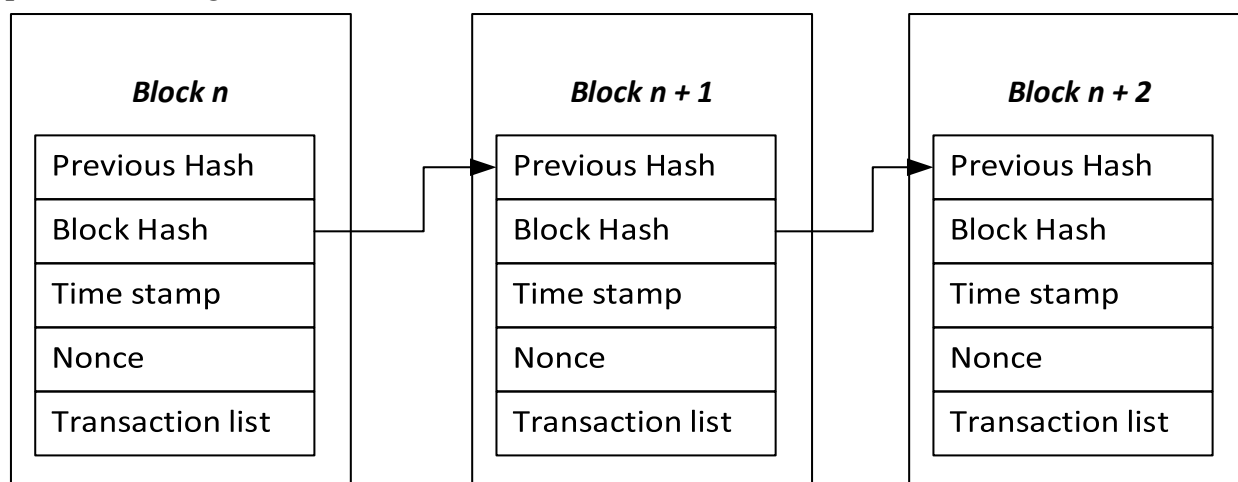 Block n
Previous Hash
Block Hash
Time stamp
Nonce
Transaction list
Block n + 1
Previous Hash
Block Hash
Time stamp
Nonce
Transaction list
Block n + 2
Previous Hash
Block Hash
Time stamp
Nonce
Transaction list